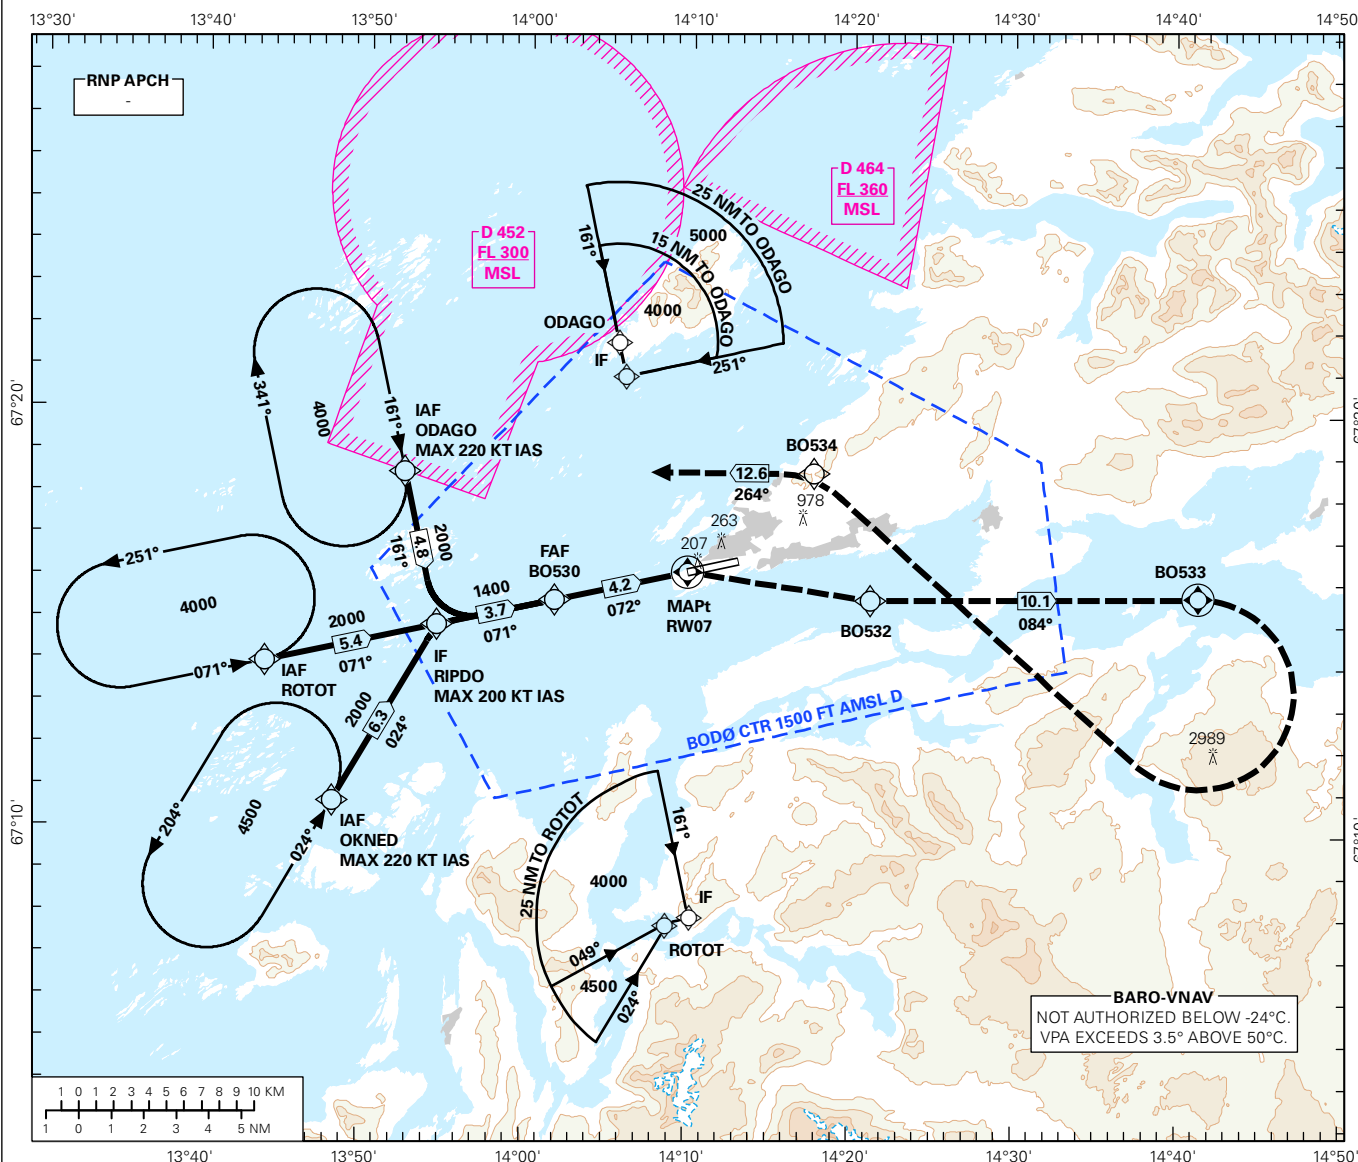 13°30' 13°40' 13°50' 14°00' 14°10' 14°20' 14°30' 14°40' 14°50'
RNP APCH
-
D 452
FL 300
MSL
D 464
FL 360
MSL
25 NM TO ODAGO
5000
15 NM TO ODAGO
4000
161°
ODAGO
IF
251°
341°
4000
161°
IAF
ODAGO
MAX 220 KT IAS
67°20'
67°20'
BO534
12.6
264°
978
263
207
2000
4.8
161°
251°
4000
071°
IAF
ROTOT
2000
5.4
071°
IF
RIPDO
MAX 200 KT IAS
1400
3.7
071°
FAF
BO530
4.2
072°
MAPt
RW07
BO532
10.1
084°
BO533
2989
2000
6.3
024°
204°
4500
024°
IAF
OKNED
MAX 220 KT IAS
BODØ CTR 1500 FT AMSL D
67°10'
67°10'
25 NM TO ROTOT
161°
4000
IF
ROTOT
049°
4500
024°
BARO-VNAV
NOT AUTHORIZED BELOW -24°C.
VPA EXCEEDS 3.5° ABOVE 50°C.
1 0 1 2 3 4 5 6 7 8 9 10 KM
1 0 1 2 3 4 5 NM
13°40' 13°50' 14°00' 14°10' 14°20' 14°30' 14°40' 14°50'